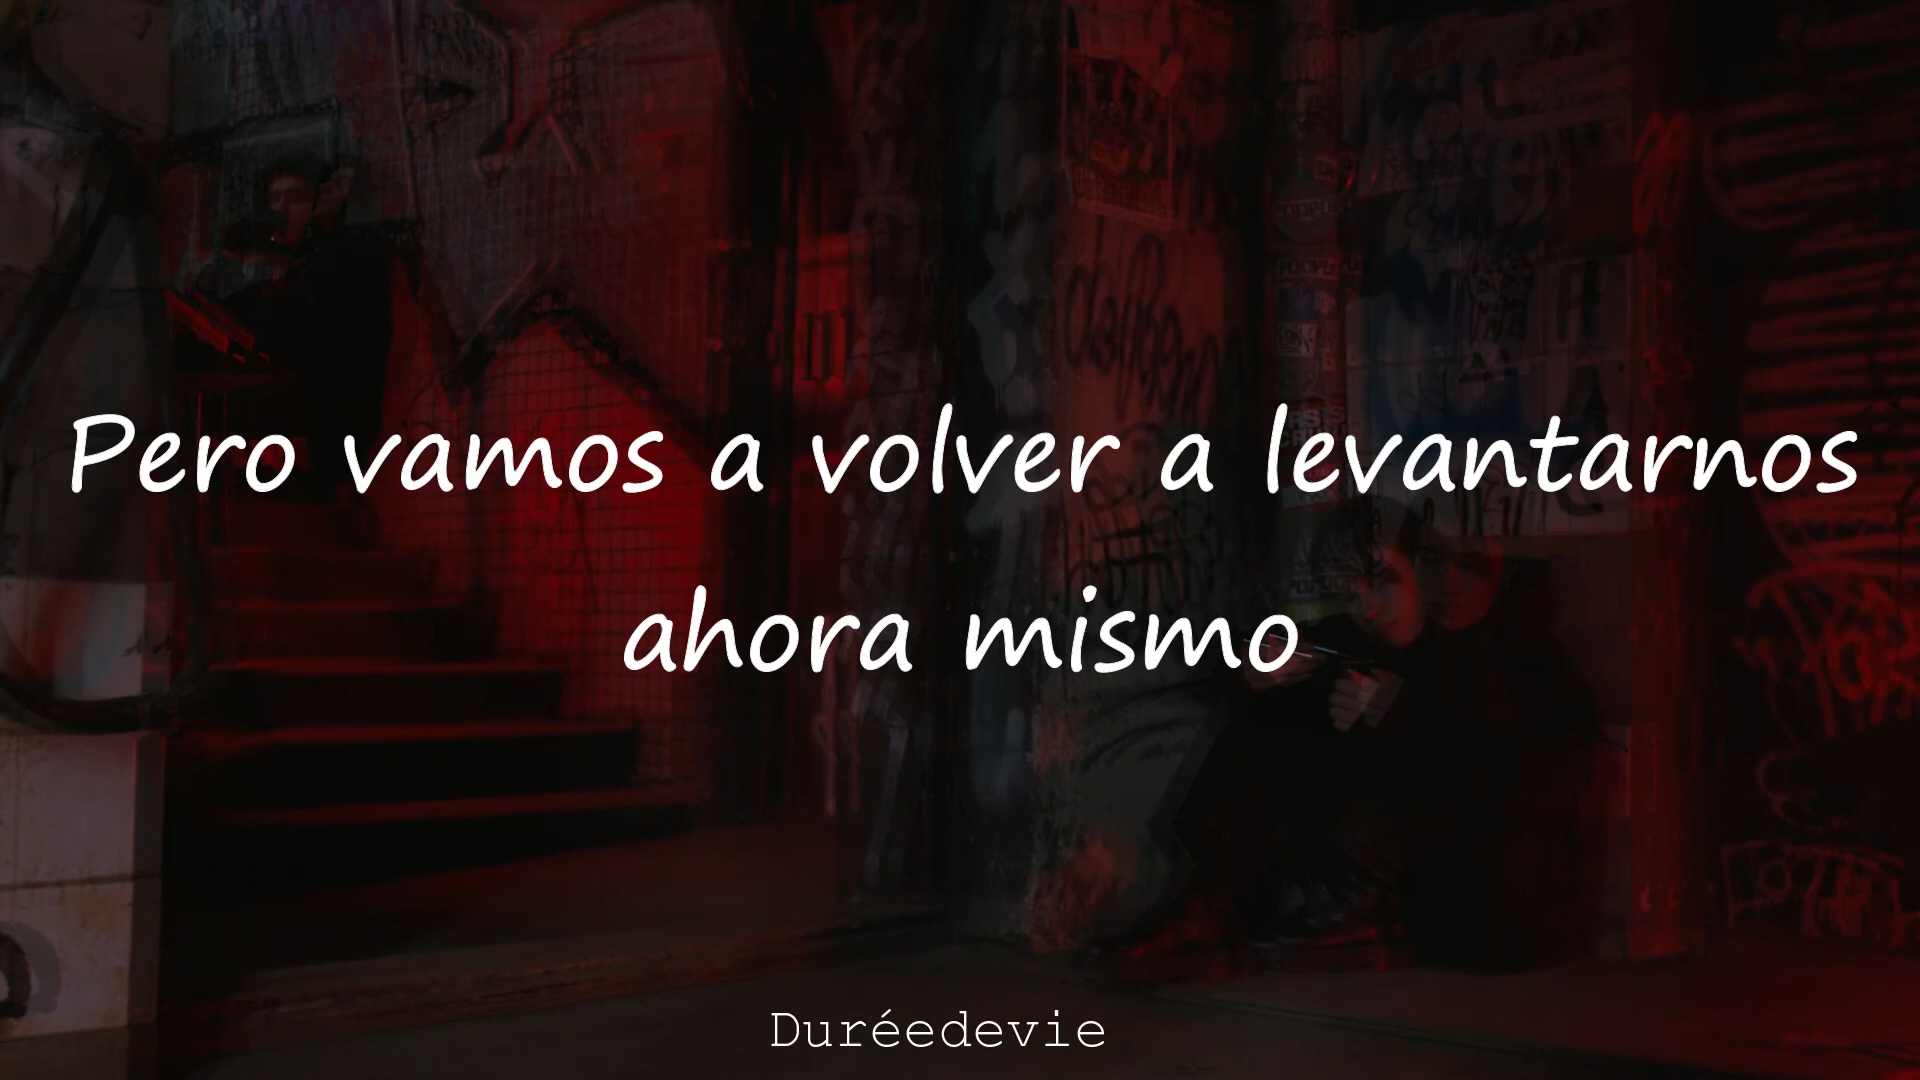 Pero vamos a volver a levantarnos
ahora mismo
Duréedevie